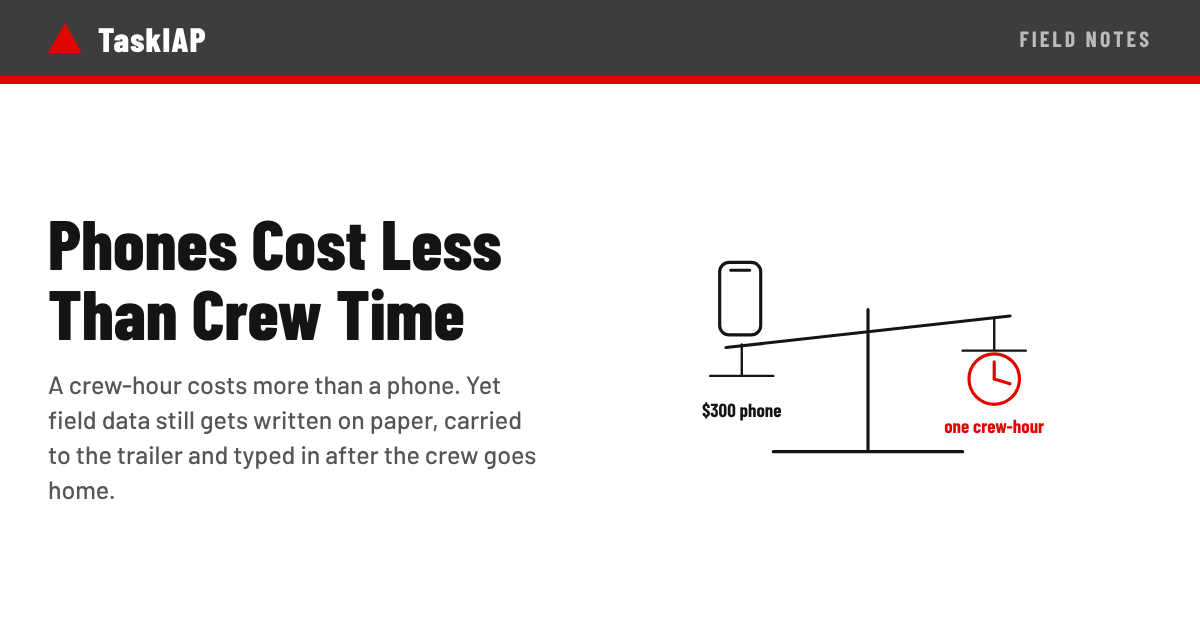 TaskIAP
FIELD NOTES
Phones Cost Less
Than Crew Time
A crew-hour costs more than a phone. Yet
field data still gets written on paper, carried
to the trailer and typed in after the crew goes
home.
$300 phone
one crew-hour